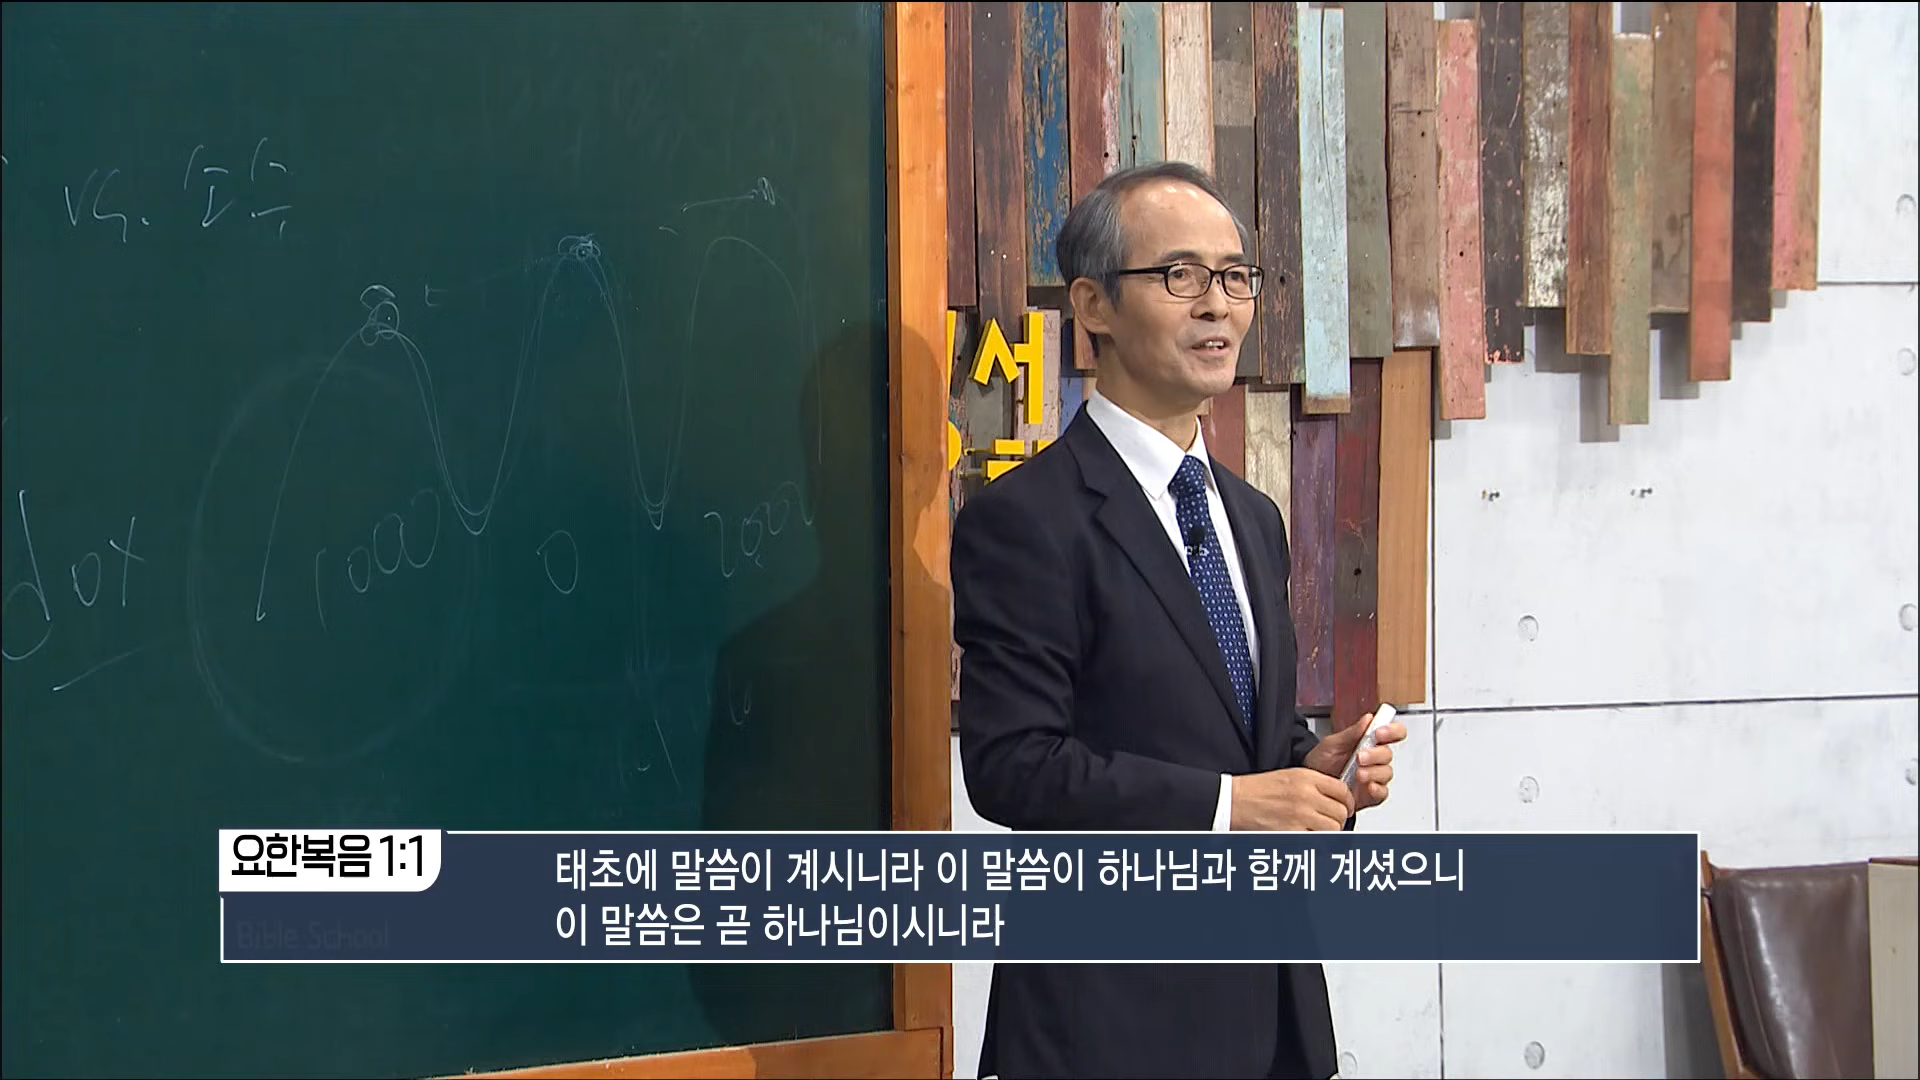 vs.
dox
1000
0
2000
서
요한복음 1:1
태초에 말씀이 계시니라 이 말씀이 하나님과 함께 계셨으니
이 말씀은 곧 하나님이시니라
Bible School